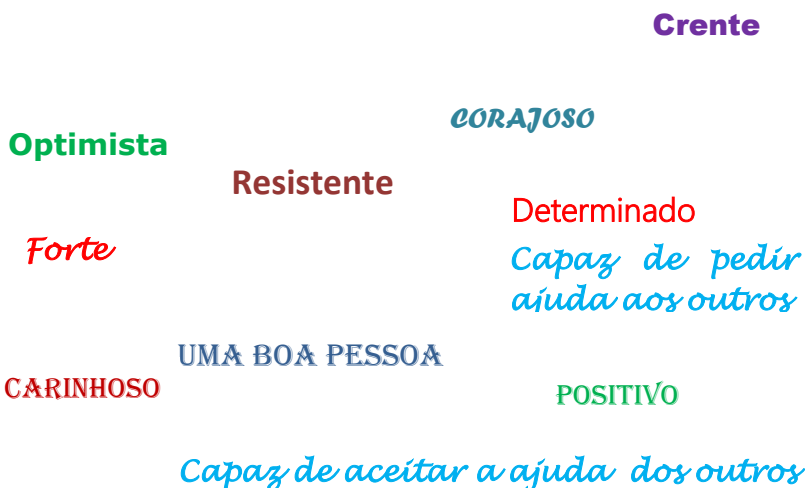 Crente
CORAJOSO
Optimista
Resistente
Determinado
Forte
Capaz de pedir
ajuda aos outros
UMA BOA PESSOA
CARINHOSO
POSITIVO
Capaz de aceitar a ajuda dos outros